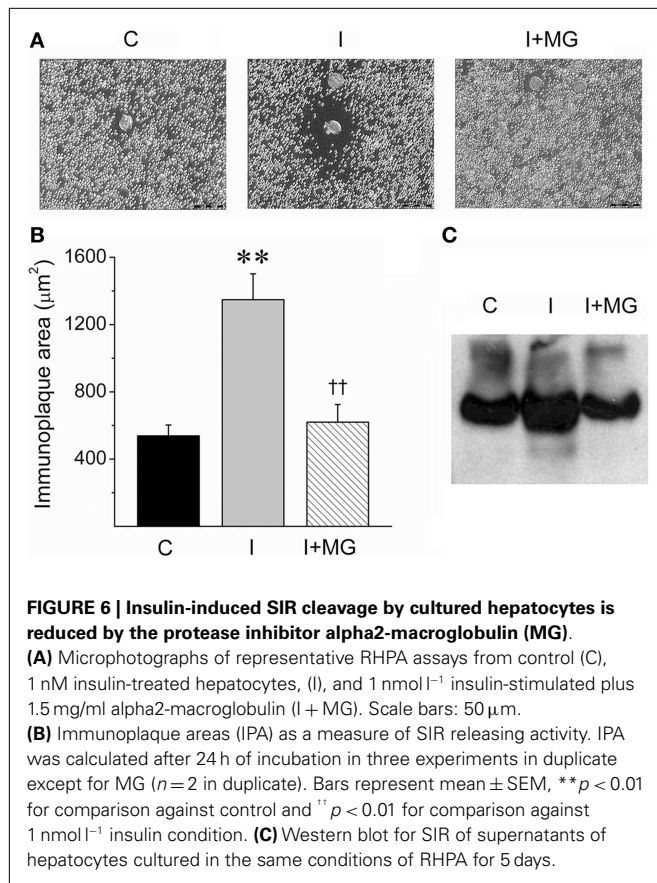 A C I I+MG
B
C
1600
1200
800
400
Immunoplaque area (μm²)
**
††
C I I+MG
C I I+MG
FIGURE 6 | Insulin-induced SIR cleavage by cultured hepatocytes is
reduced by the protease inhibitor alpha2-macroglobulin (MG).
(A) Microphotographs of representative RHPA assays from control (C),
1 nM insulin-treated hepatocytes, (I), and 1 nmol l⁻¹ insulin-stimulated plus
1.5 mg/ml alpha2-macroglobulin (I + MG). Scale bars: 50 μm.
(B) Immunoplaque areas (IPA) as a measure of SIR releasing activity. IPA
was calculated after 24 h of incubation in three experiments in duplicate
except for MG (n = 2 in duplicate). Bars represent mean ± SEM, **p < 0.01
for comparison against control and ††p < 0.01 for comparison against
1 nmol l⁻¹ insulin condition. (C) Western blot for SIR of supernatants of
hepatocytes cultured in the same conditions of RHPA for 5 days.